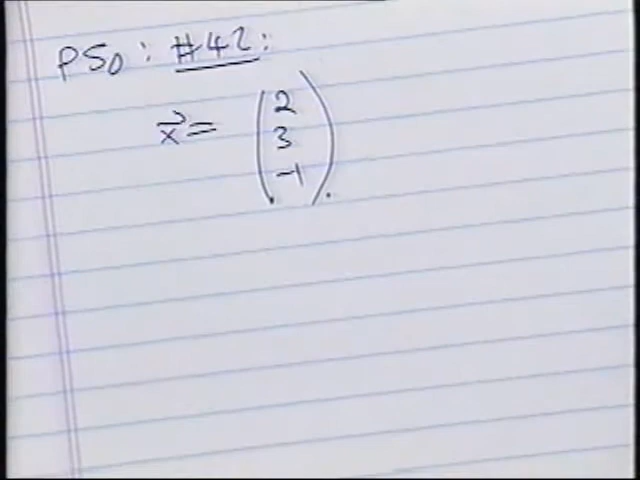 PS0 : #42 :
x⃗ = (2
3
-1).